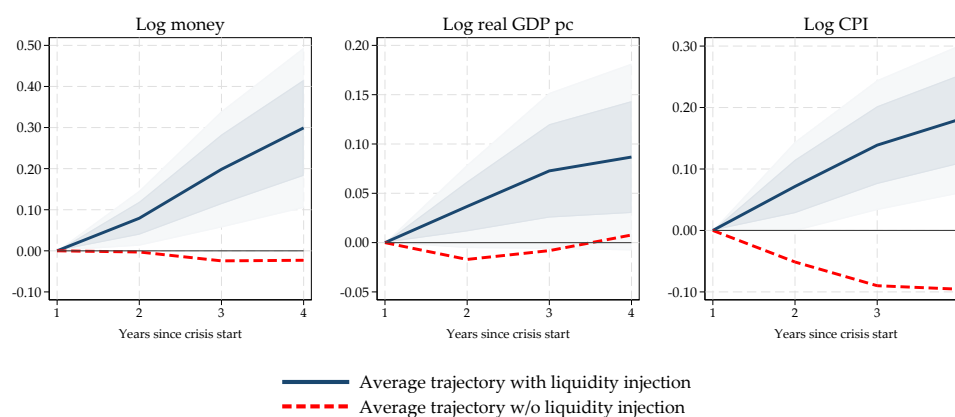 Log money
0.50
0.40
0.30
0.20
0.10
0.00
-0.10
1 2 3 4
Years since crisis start
Log real GDP pc
0.20
0.15
0.10
0.05
0.00
-0.05
1 2 3 4
Years since crisis start
Log CPI
0.30
0.20
0.10
0.00
-0.10
1 2 3
Years since crisis start
Average trajectory with liquidity injection
Average trajectory w/o liquidity injection